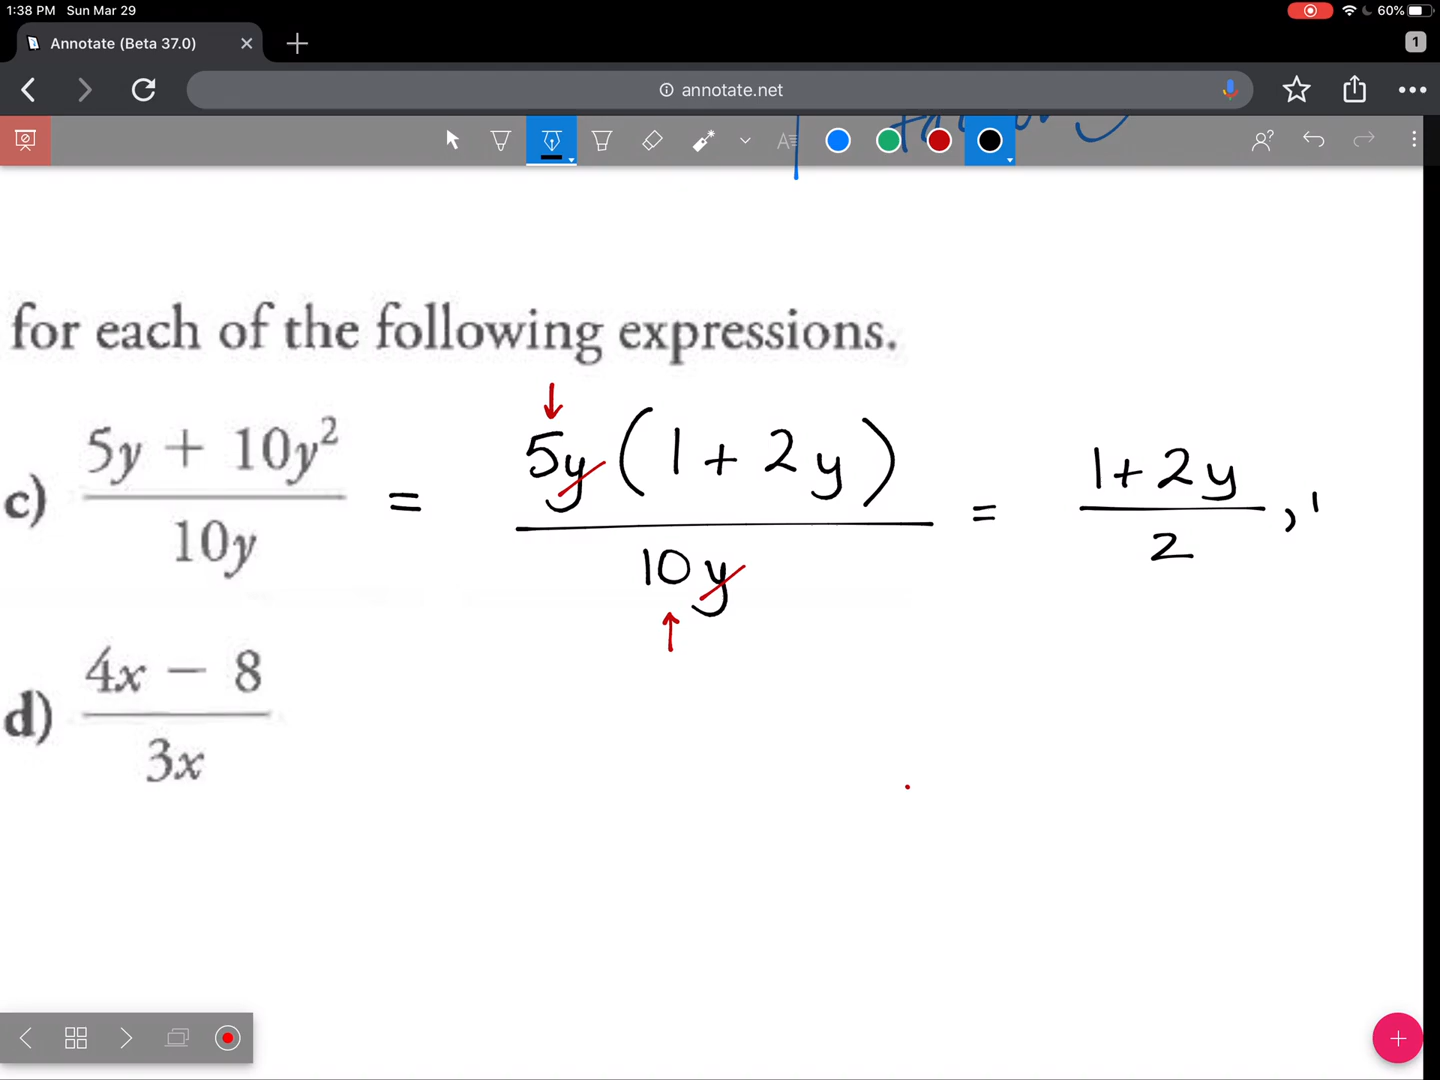 1:38 PM Sun Mar 29
60%
Annotate (Beta 37.0)
1
annotate.net
for each of the following expressions.
c) (5y + 10y²)/(10y) = (5y(1 + 2y))/(10y) = (1 + 2y)/2 ,
d) (4x − 8)/(3x)